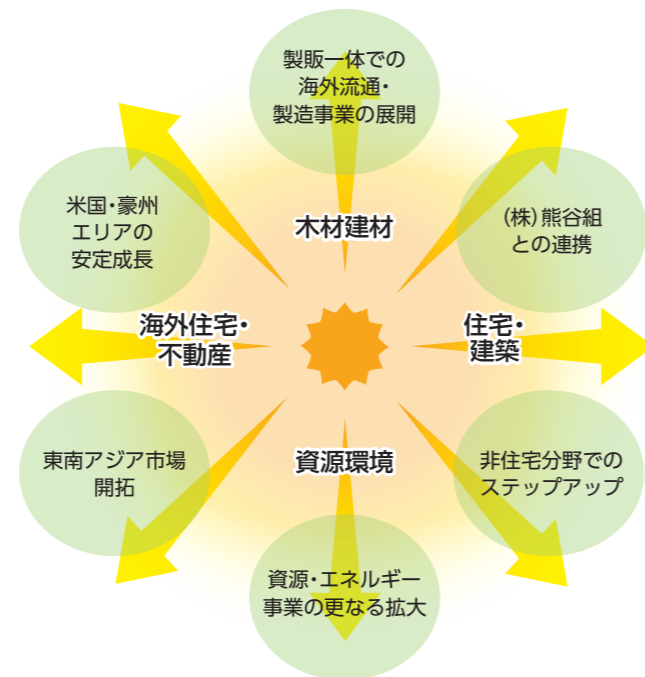 製販一体での
海外流通・
製造事業の展開
米国・豪州
エリアの
安定成長
木材建材
(株)熊谷組
との連携
海外住宅・
不動産
住宅・
建築
東南アジア市場
開拓
資源環境
非住宅分野での
ステップアップ
資源・エネルギー
事業の更なる拡大